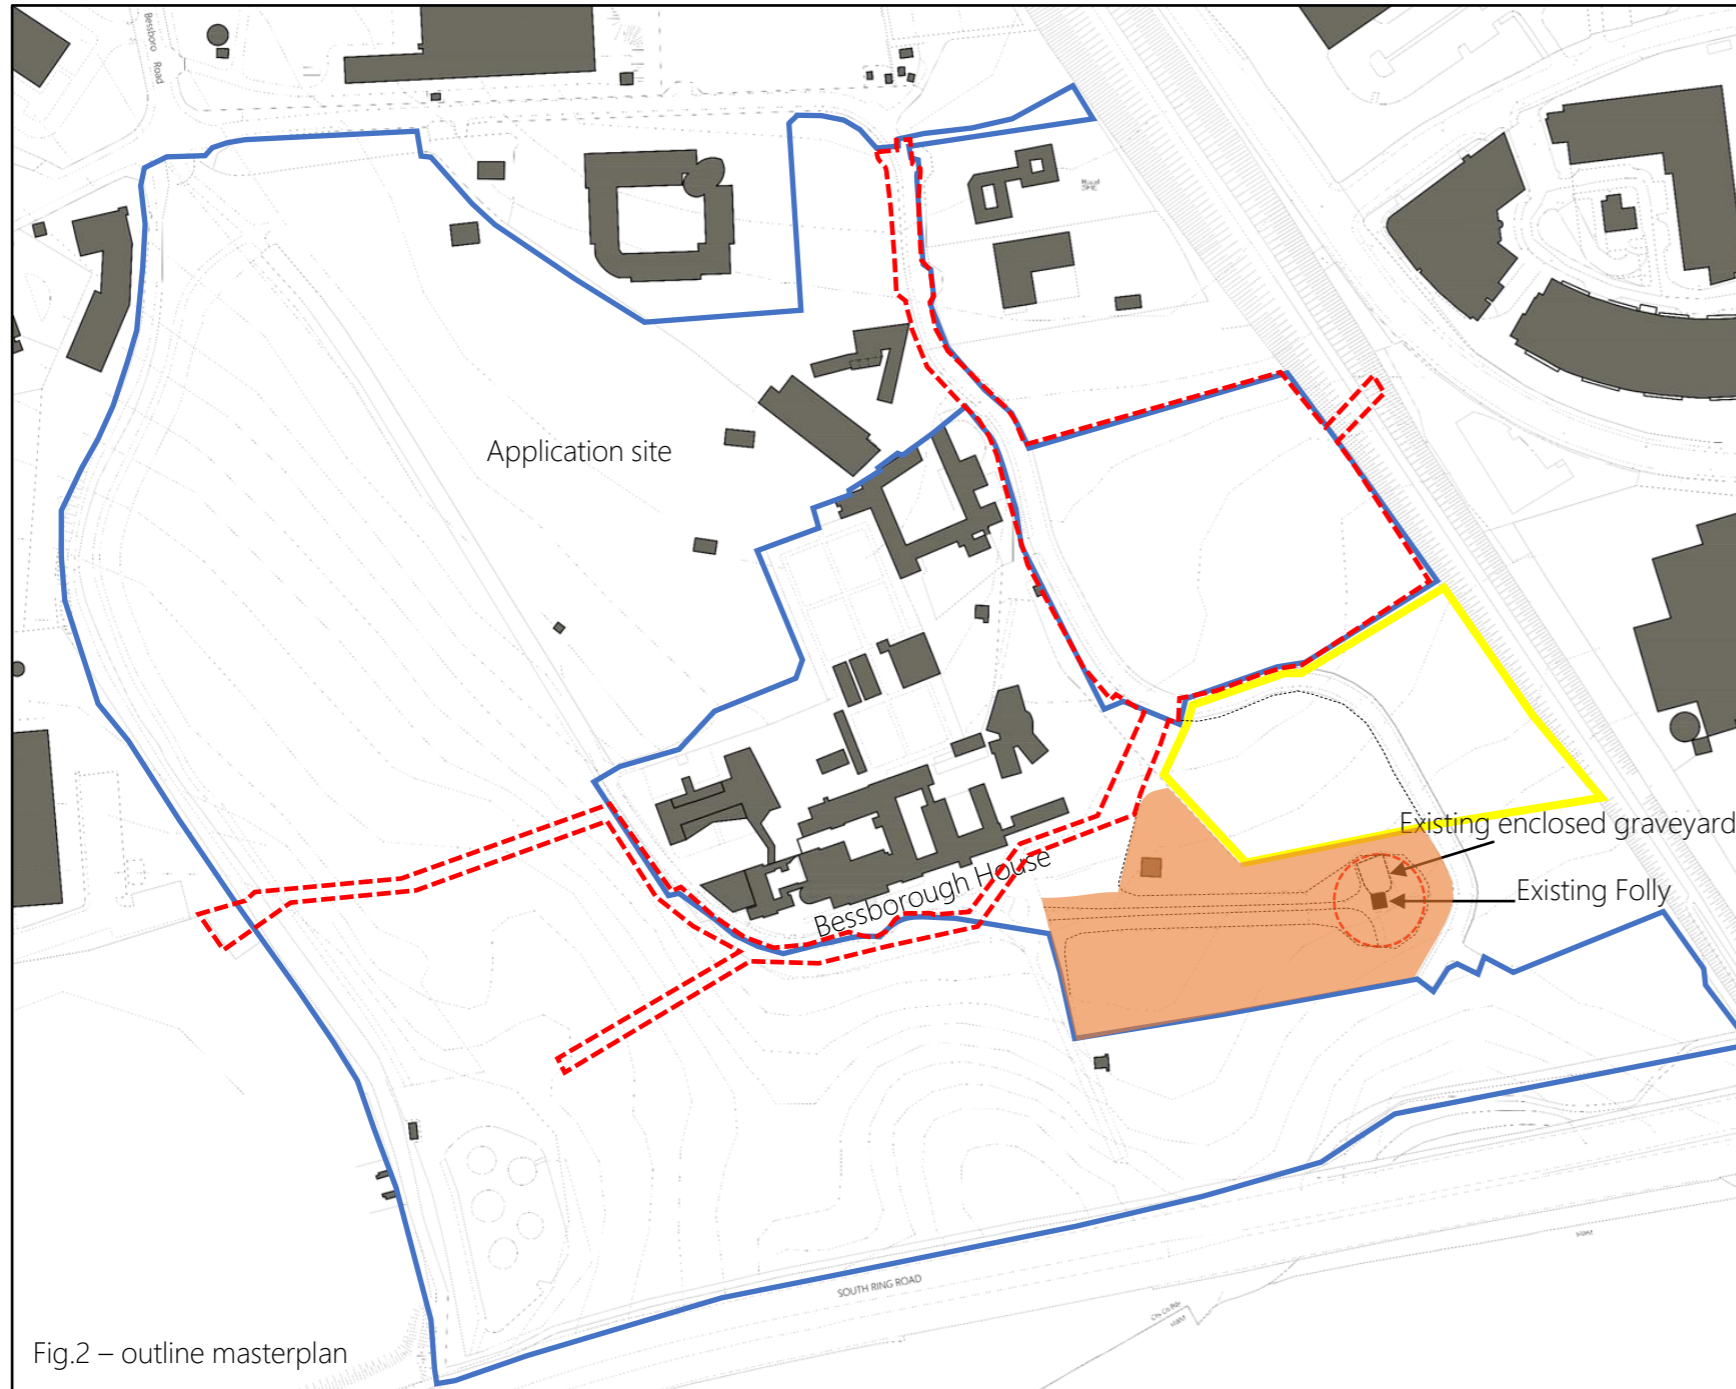 Bessboro
Road
Application site
Existing enclosed graveyard
Existing Folly
Bessborough House
SOUTH RING ROAD
Fig.2 – outline masterplan